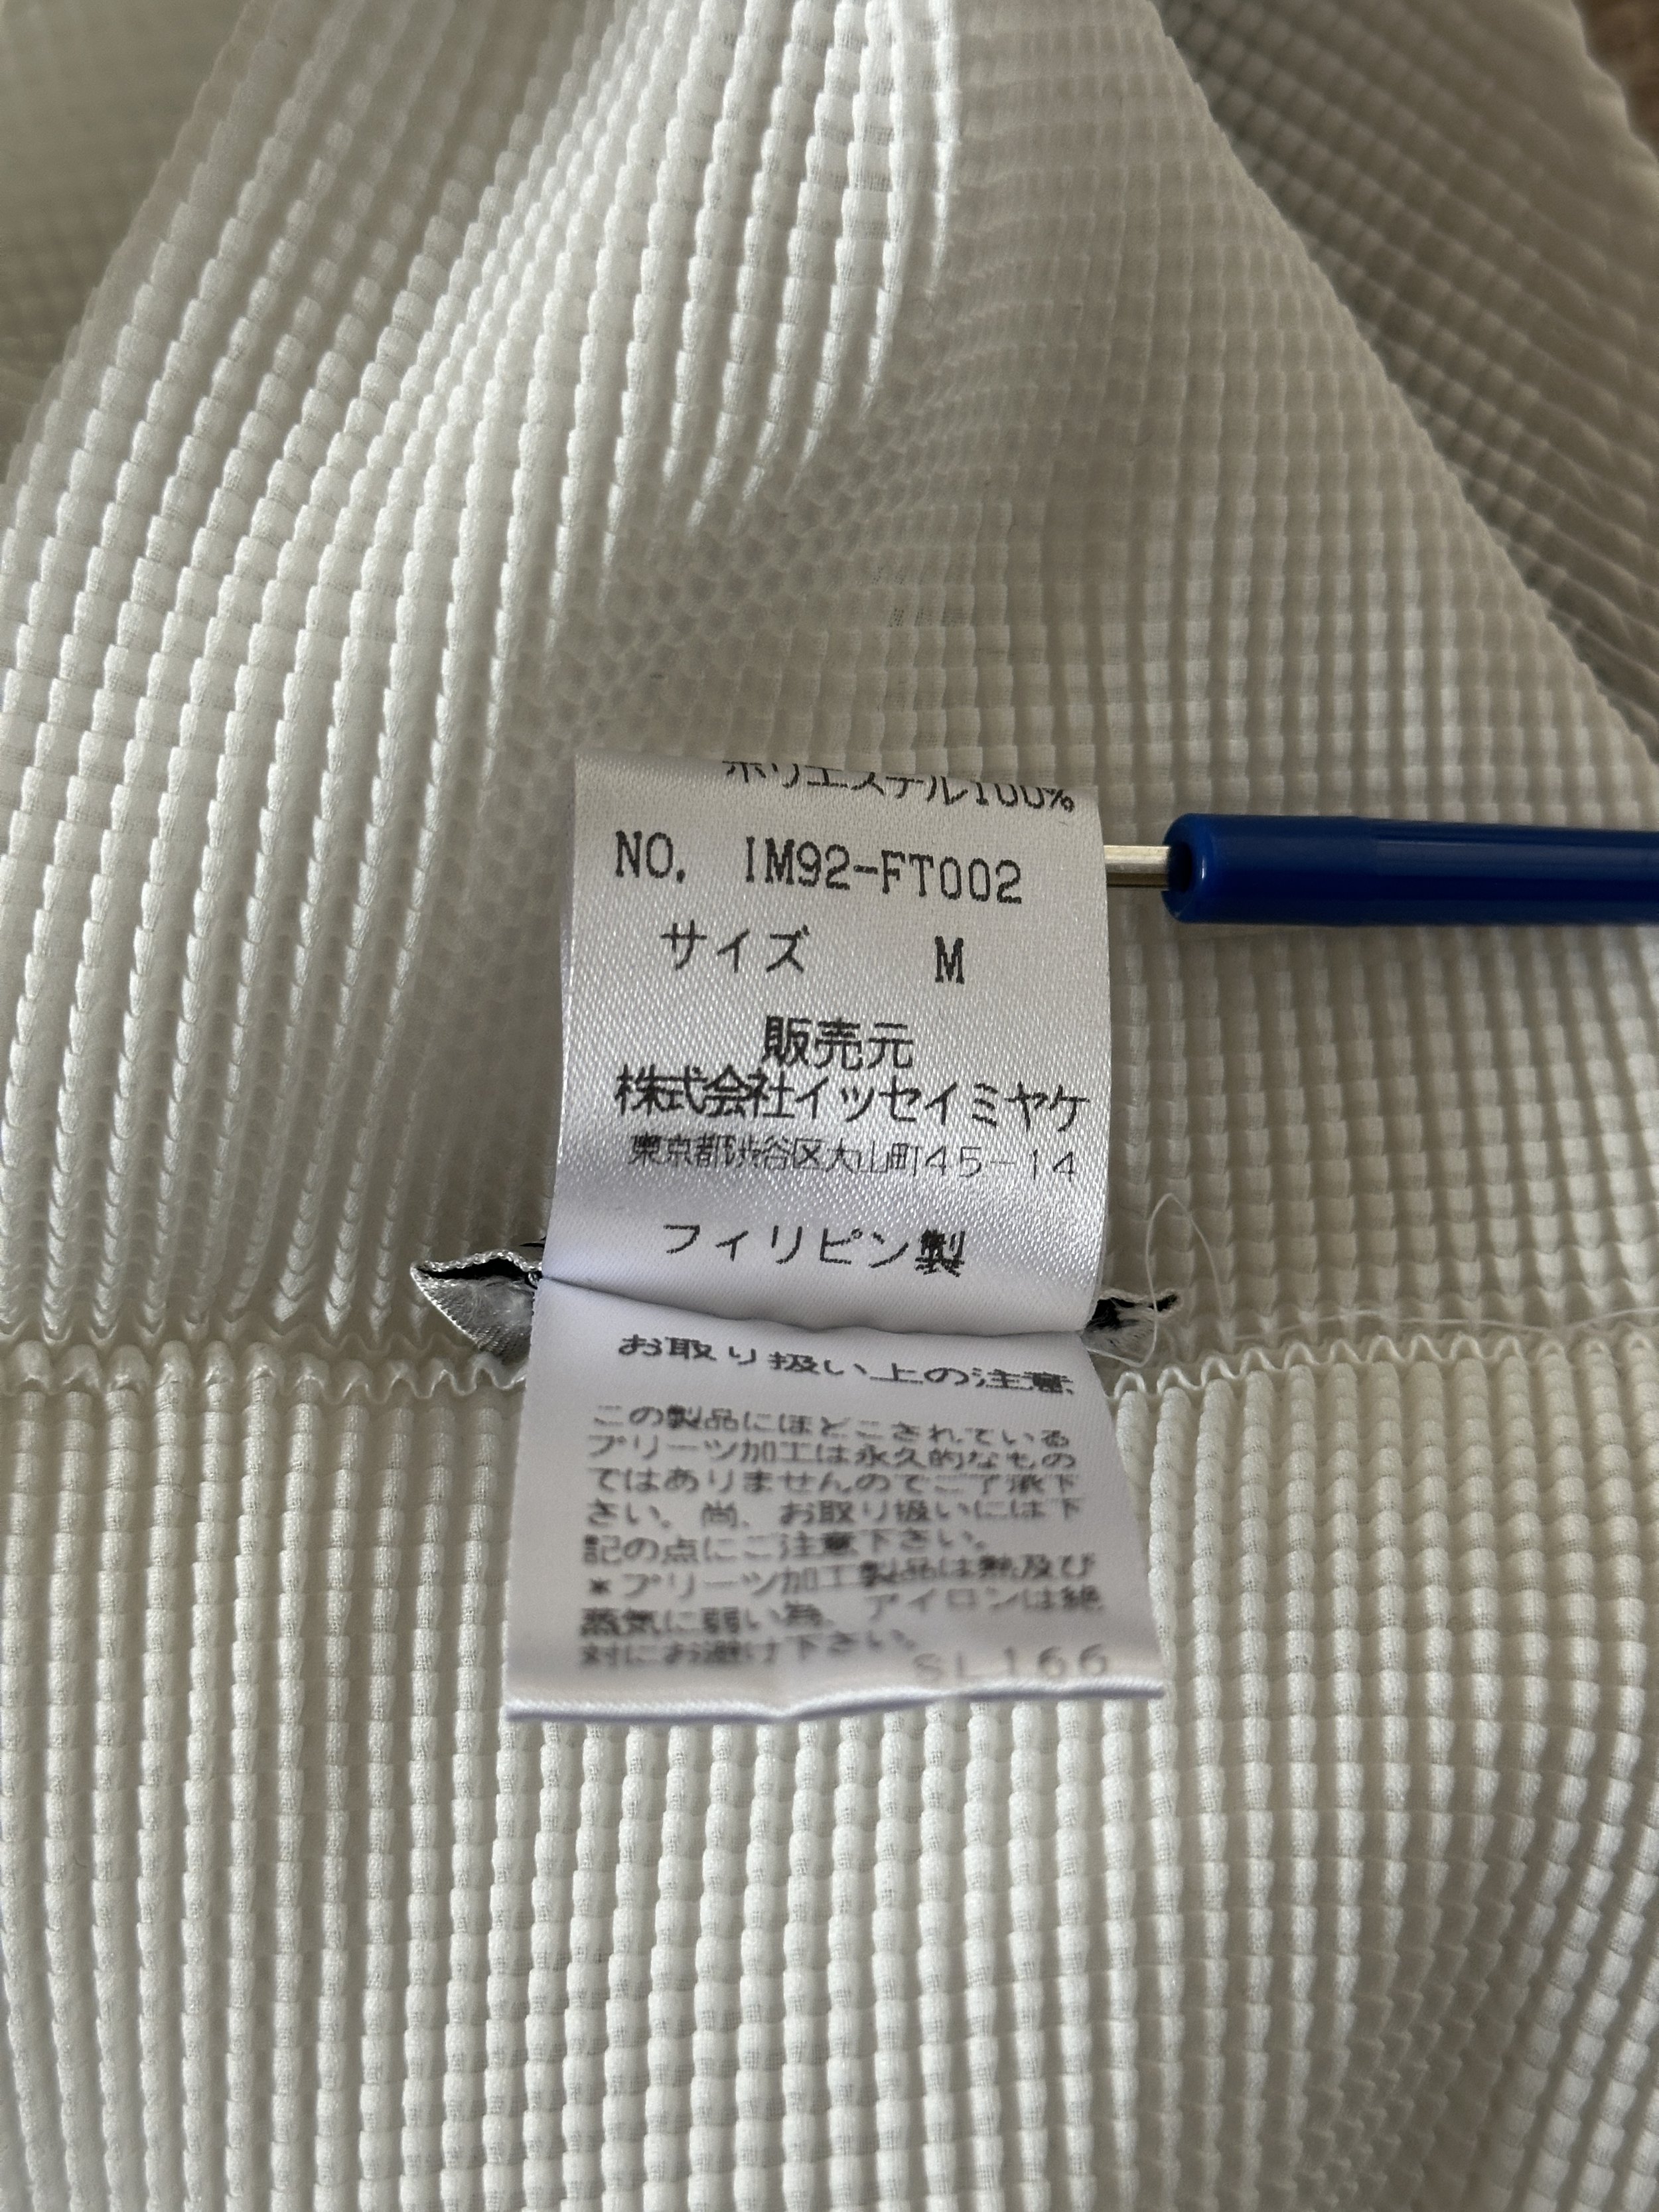 ポリエステル100%
NO. IM92-FT002
サイズ M
販売元
株式会社イッセイミヤケ
東京都渋谷区大山町45-14
フィリピン製
お取り扱い上の注意
この製品にほどこされている
プリーツ加工は永久的なもの
ではありませんのでご了承下
さい。尚、お取り扱いには下
記の点にご注意下さい。
*プリーツ加工製品は熱及び
蒸気に弱い為、アイロンは絶
対にお避け下さい。
SL166